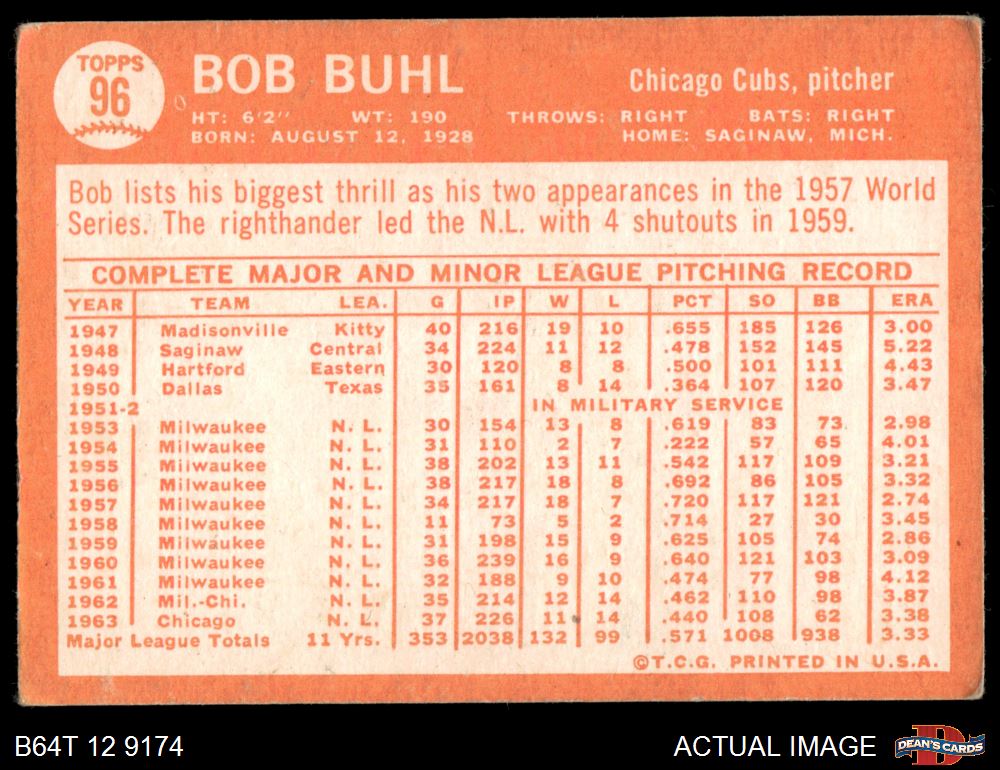 TOPPS
96
BOB BUHL
Chicago Cubs, pitcher
HT: 6'2" WT: 190 THROWS: RIGHT BATS: RIGHT
BORN: AUGUST 12, 1928 HOME: SAGINAW, MICH.
Bob lists his biggest thrill as his two appearances in the 1957 World
Series. The righthander led the N.L. with 4 shutouts in 1959.
COMPLETE MAJOR AND MINOR LEAGUE PITCHING RECORD
YEAR TEAM LEA. G IP W L PCT SO BB ERA
1947 Madisonville Kitty 40 216 19 10 .655 185 126 3.00
1948 Saginaw Central 34 224 11 12 .478 152 145 5.22
1949 Hartford Eastern 30 120 8 8 .500 101 111 4.43
1950 Dallas Texas 35 161 8 14 .364 107 120 3.47
1951-2 IN MILITARY SERVICE
1953 Milwaukee N. L. 30 154 13 8 .619 83 73 2.98
1954 Milwaukee N. L. 31 110 2 7 .222 57 65 4.01
1955 Milwaukee N. L. 38 202 13 11 .542 117 109 3.21
1956 Milwaukee N. L. 38 217 18 8 .692 86 105 3.32
1957 Milwaukee N. L. 34 217 18 7 .720 117 121 2.74
1958 Milwaukee N. L. 11 73 5 2 .714 27 30 3.45
1959 Milwaukee N. L. 31 198 15 9 .625 105 74 2.86
1960 Milwaukee N. L. 36 239 16 9 .640 121 103 3.09
1961 Milwaukee N. L. 32 188 9 10 .474 77 98 4.12
1962 Mil.-Chi. N. L. 35 214 12 14 .462 110 98 3.87
1963 Chicago N. L. 37 226 11 14 .440 108 62 3.38
Major League Totals 11 Yrs. 353 2038 132 99 .571 1008 938 3.33
©T.C.G. PRINTED IN U.S.A.
B64T 12 9174
ACTUAL IMAGE
D
DEAN'S CARDS